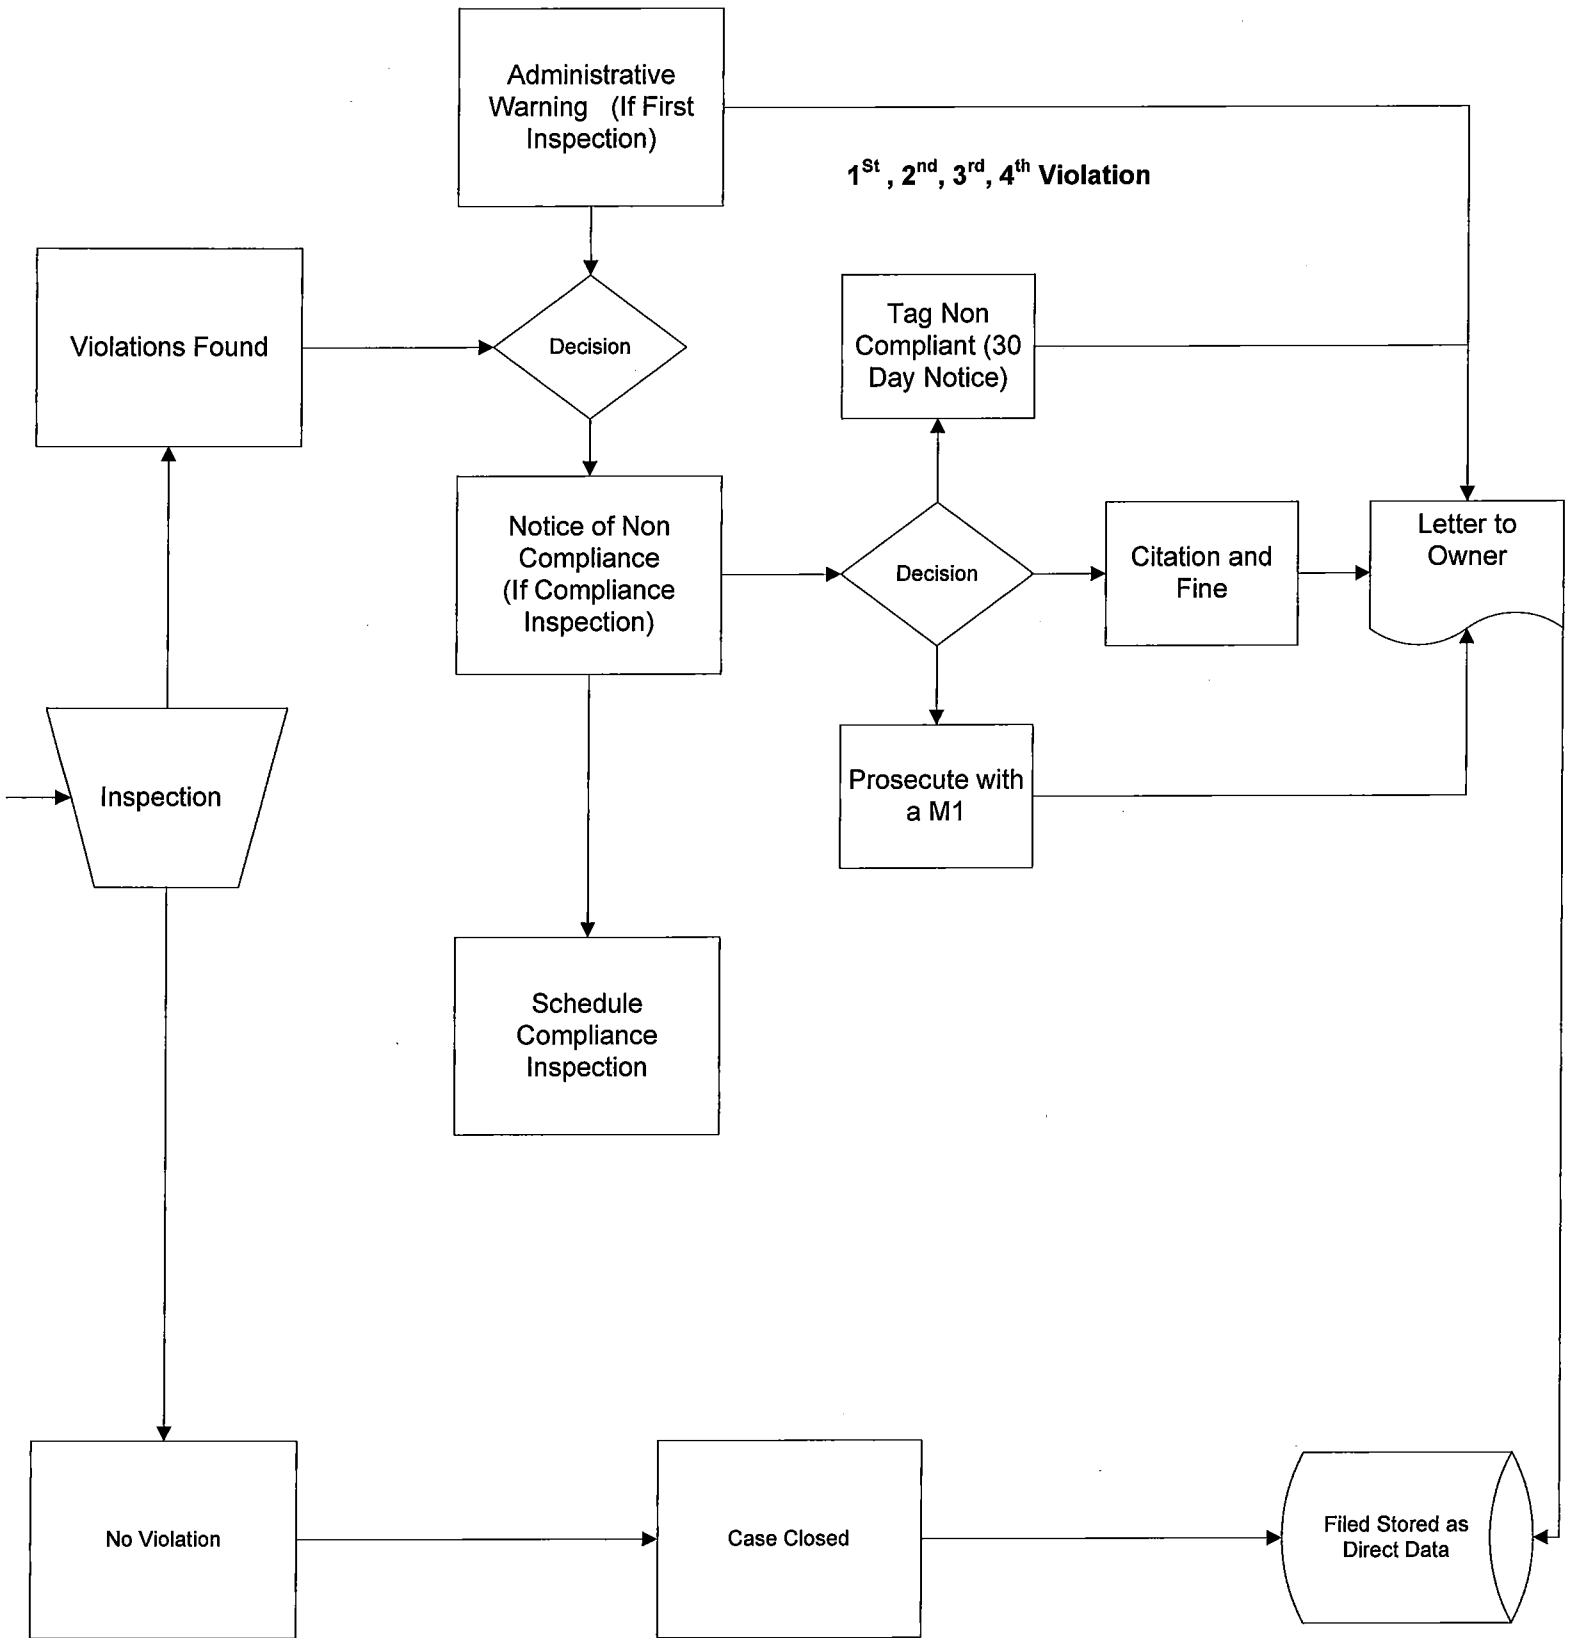 Administrative
Warning (If First
Inspection)
1St , 2nd, 3rd, 4th Violation
Violations Found
Decision
Tag Non
Compliant (30
Day Notice)
Notice of Non
Compliance
(If Compliance
Inspection)
Decision
Citation and
Fine
Letter to
Owner
Inspection
Prosecute with
a M1
Schedule
Compliance
Inspection
No Violation
Case Closed
Filed Stored as
Direct Data